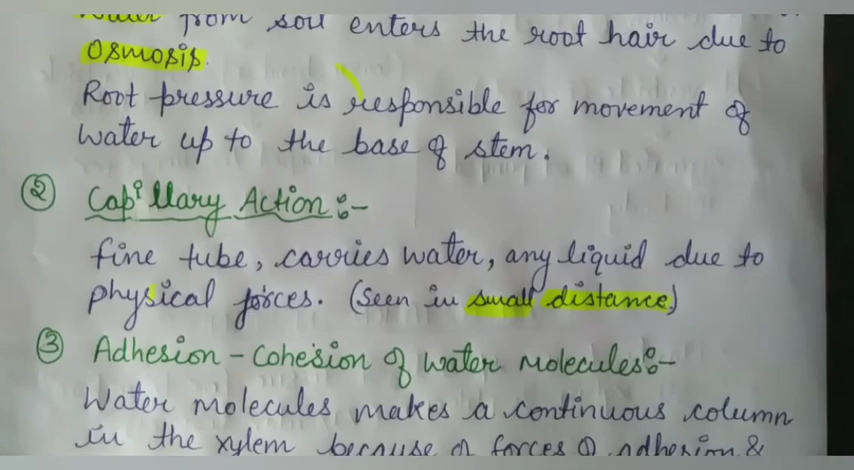 Water from soil enters the root hair due to
Osmosis.
Root pressure is responsible for movement of
water up to the base of stem.
② Capillary Action :-
fine tube, carries water, any liquid due to
physical forces. (seen in small distance)
③ Adhesion - Cohesion of water molecules :-
Water molecules makes a continuous column
in the xylem because of forces of adhesion &